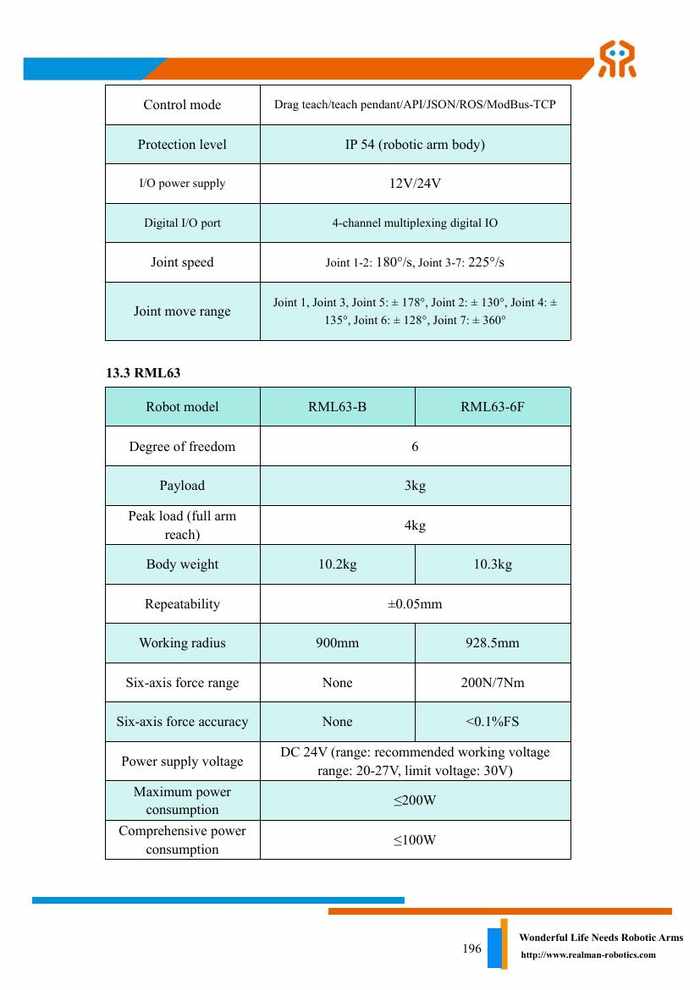 Control mode
Drag teach/teach pendant/API/JSON/ROS/ModBus-TCP
Protection level
IP 54 (robotic arm body)
I/O power supply
12V/24V
Digital I/O port
4-channel multiplexing digital IO
Joint speed
Joint 1-2: 180°/s, Joint 3-7: 225°/s
Joint move range
Joint 1, Joint 3, Joint 5: ± 178°, Joint 2: ± 130°, Joint 4: ±
135°, Joint 6: ± 128°, Joint 7: ± 360°
13.3 RML63
Robot model
RML63-B
RML63-6F
Degree of freedom
6
Payload
3kg
Peak load (full arm
reach)
4kg
Body weight
10.2kg
10.3kg
Repeatability
±0.05mm
Working radius
900mm
928.5mm
Six-axis force range
None
200N/7Nm
Six-axis force accuracy
None
<0.1%FS
Power supply voltage
DC 24V (range: recommended working voltage
range: 20-27V, limit voltage: 30V)
Maximum power
consumption
≤200W
Comprehensive power
consumption
≤100W
196
Wonderful Life Needs Robotic Arms
http://www.realman-robotics.com